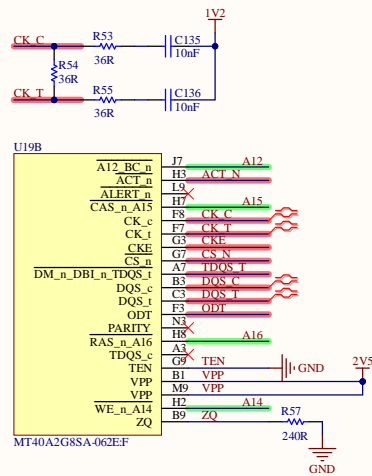 1V2
CK_C R53 C135
36R 10nF
R54
36R
CK_T R55 C136
36R 10nF
U19B
A12_BC_n J7 A12
ACT_n H3 ACT_N
ALERT_n L9
CAS_n_A15 H7 A15
CK_c F8 CK_C
CK_t F7 CK_T
CKE G3 CKE
CS_n G7 CS_N
DM_n_DBI_n_TDQS_t A7 TDQS_T
DQS_c B3 DQS_C
DQS_t C3 DQS_T
ODT F3 ODT
PARITY N3
RAS_n_A16 H8 A16
TDQS_c A3
TEN G9 TEN GND
VPP B1 VPP 2V5
VPP M9 VPP
WE_n_A14 H2 A14
ZQ B9 ZQ R57
MT40A2G8SA-062E:F 240R
GND